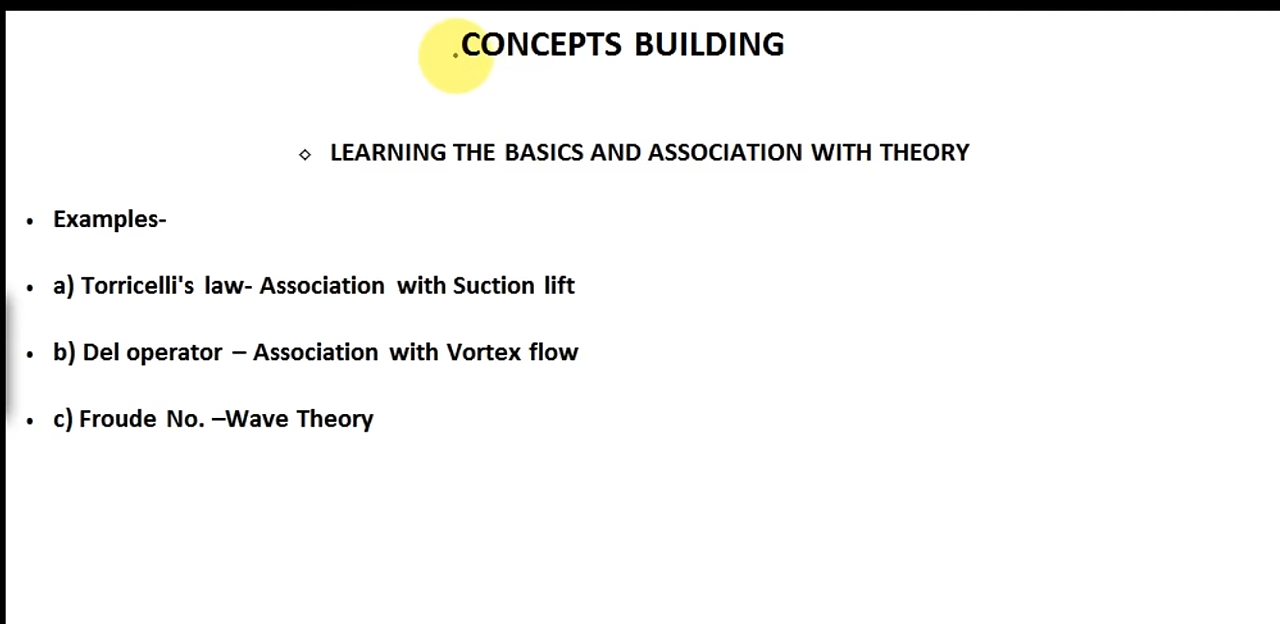 CONCEPTS BUILDING
◇ LEARNING THE BASICS AND ASSOCIATION WITH THEORY
• Examples-
• a) Torricelli's law- Association with Suction lift
• b) Del operator – Association with Vortex flow
• c) Froude No. –Wave Theory